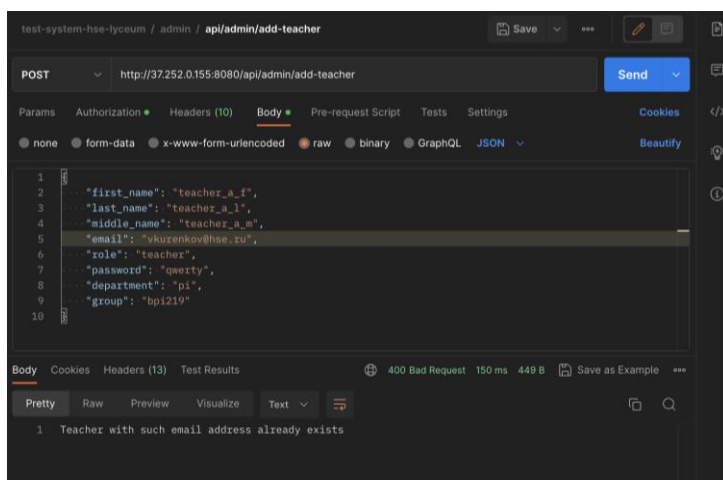 test-system-hse-lyceum / admin / api/admin/add-teacher Save
POST http://37.252.0.155:8080/api/admin/add-teacher Send
Params Authorization Headers (10) Body Pre-request Script Tests Settings Cookies
none form-data x-www-form-urlencoded raw binary GraphQL JSON Beautify
1 {
2 "first_name": "teacher_a_f",
3 "last_name": "teacher_a_l",
4 "middle_name": "teacher_a_m",
5 "email": "vkurenkov@hse.ru",
6 "role": "teacher",
7 "password": "qwerty",
8 "department": "pi",
9 "group": "bpi219"
10 }
Body Cookies Headers (13) Test Results 400 Bad Request 150 ms 449 B Save as Example
Pretty Raw Preview Visualize Text
1 Teacher with such email address already exists